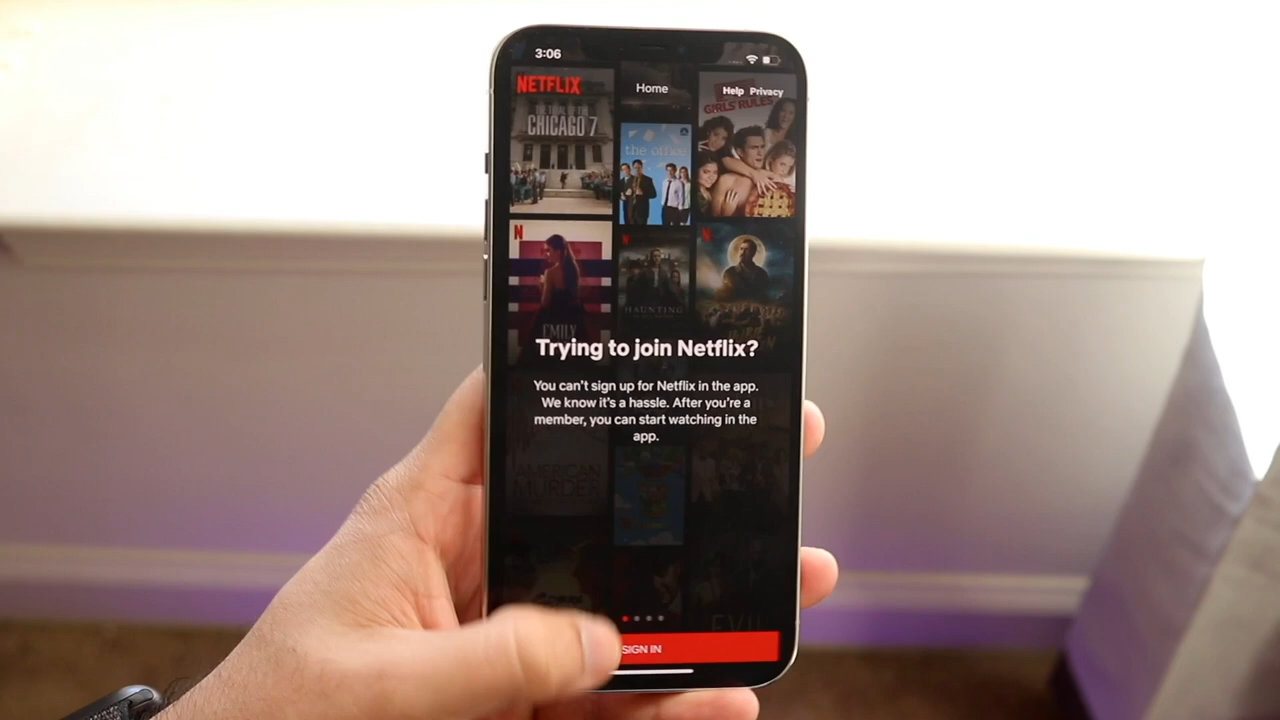 3:06
NETFLIX
Home
Help Privacy
THE TRIAL OF THE
CHICAGO 7
the office
GIRLS' RULES
N
N
N
HAUNTING
EMILY
Trying to join Netflix?
You can't sign up for Netflix in the app.
We know it's a hassle. After you're a
member, you can start watching in the
app.
AMERICAN
MURDER
EVIL
SIGN IN